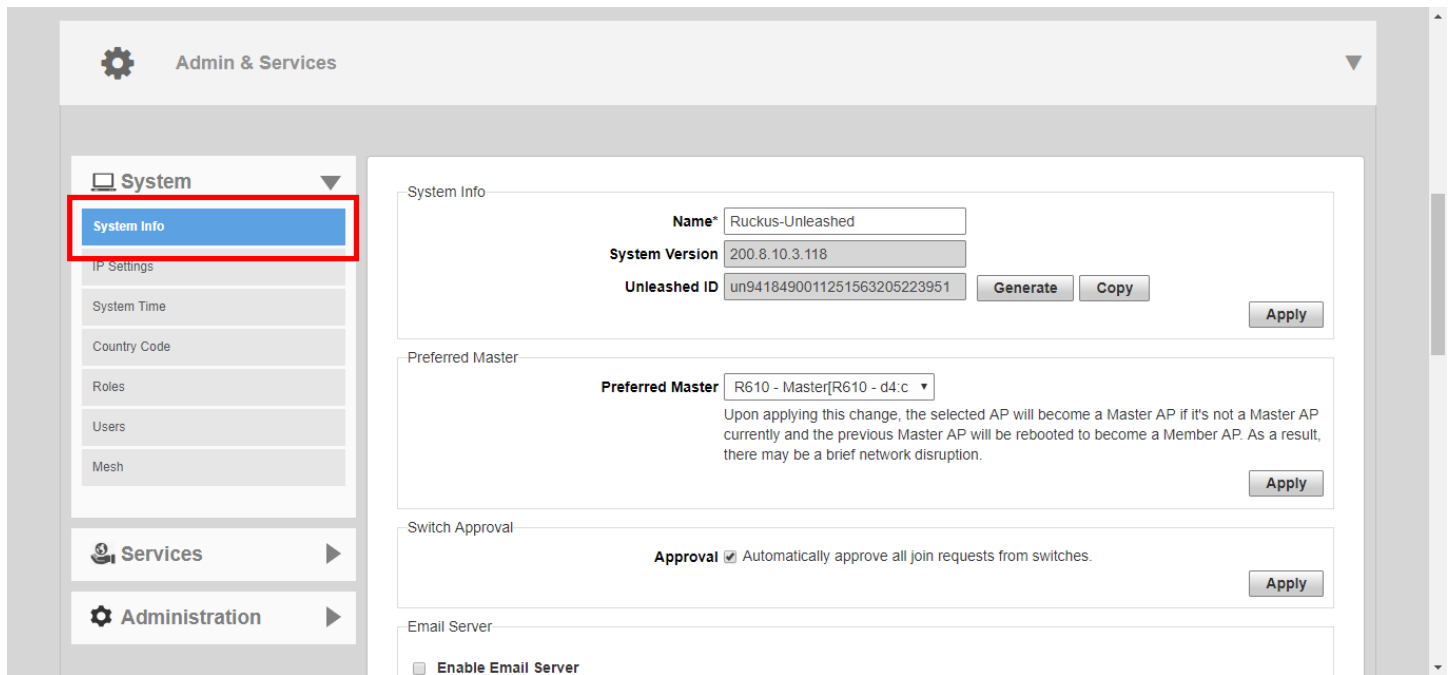 Admin & Services
System
System Info
IP Settings
System Time
Country Code
Roles
Users
Mesh
Services
Administration
System Info
Name* Ruckus-Unleashed
System Version 200.8.10.3.118
Unleashed ID un9418490011251563205223951 Generate Copy
Apply
Preferred Master
Preferred Master R610 - Master[R610 - d4:c
Upon applying this change, the selected AP will become a Master AP if it's not a Master AP
currently and the previous Master AP will be rebooted to become a Member AP. As a result,
there may be a brief network disruption.
Apply
Switch Approval
Approval Automatically approve all join requests from switches.
Apply
Email Server
Enable Email Server